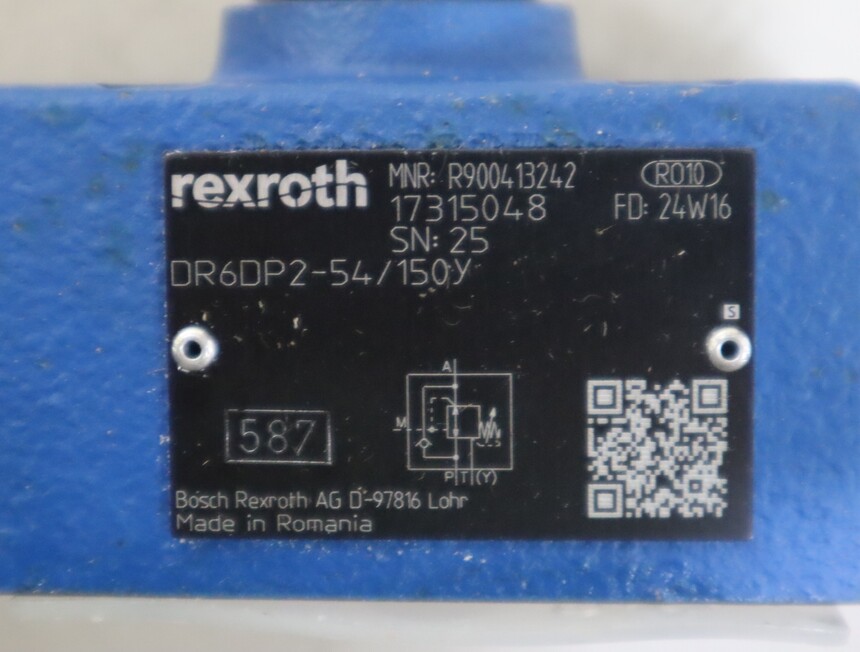 rexroth
MNR: R900413242
RO10
17315048
FD: 24W16
SN: 25
DR6DP2-54/150Y
S
A
M
P T (Y)
587
Bosch Rexroth AG D-97816 Lohr
Made in Romania